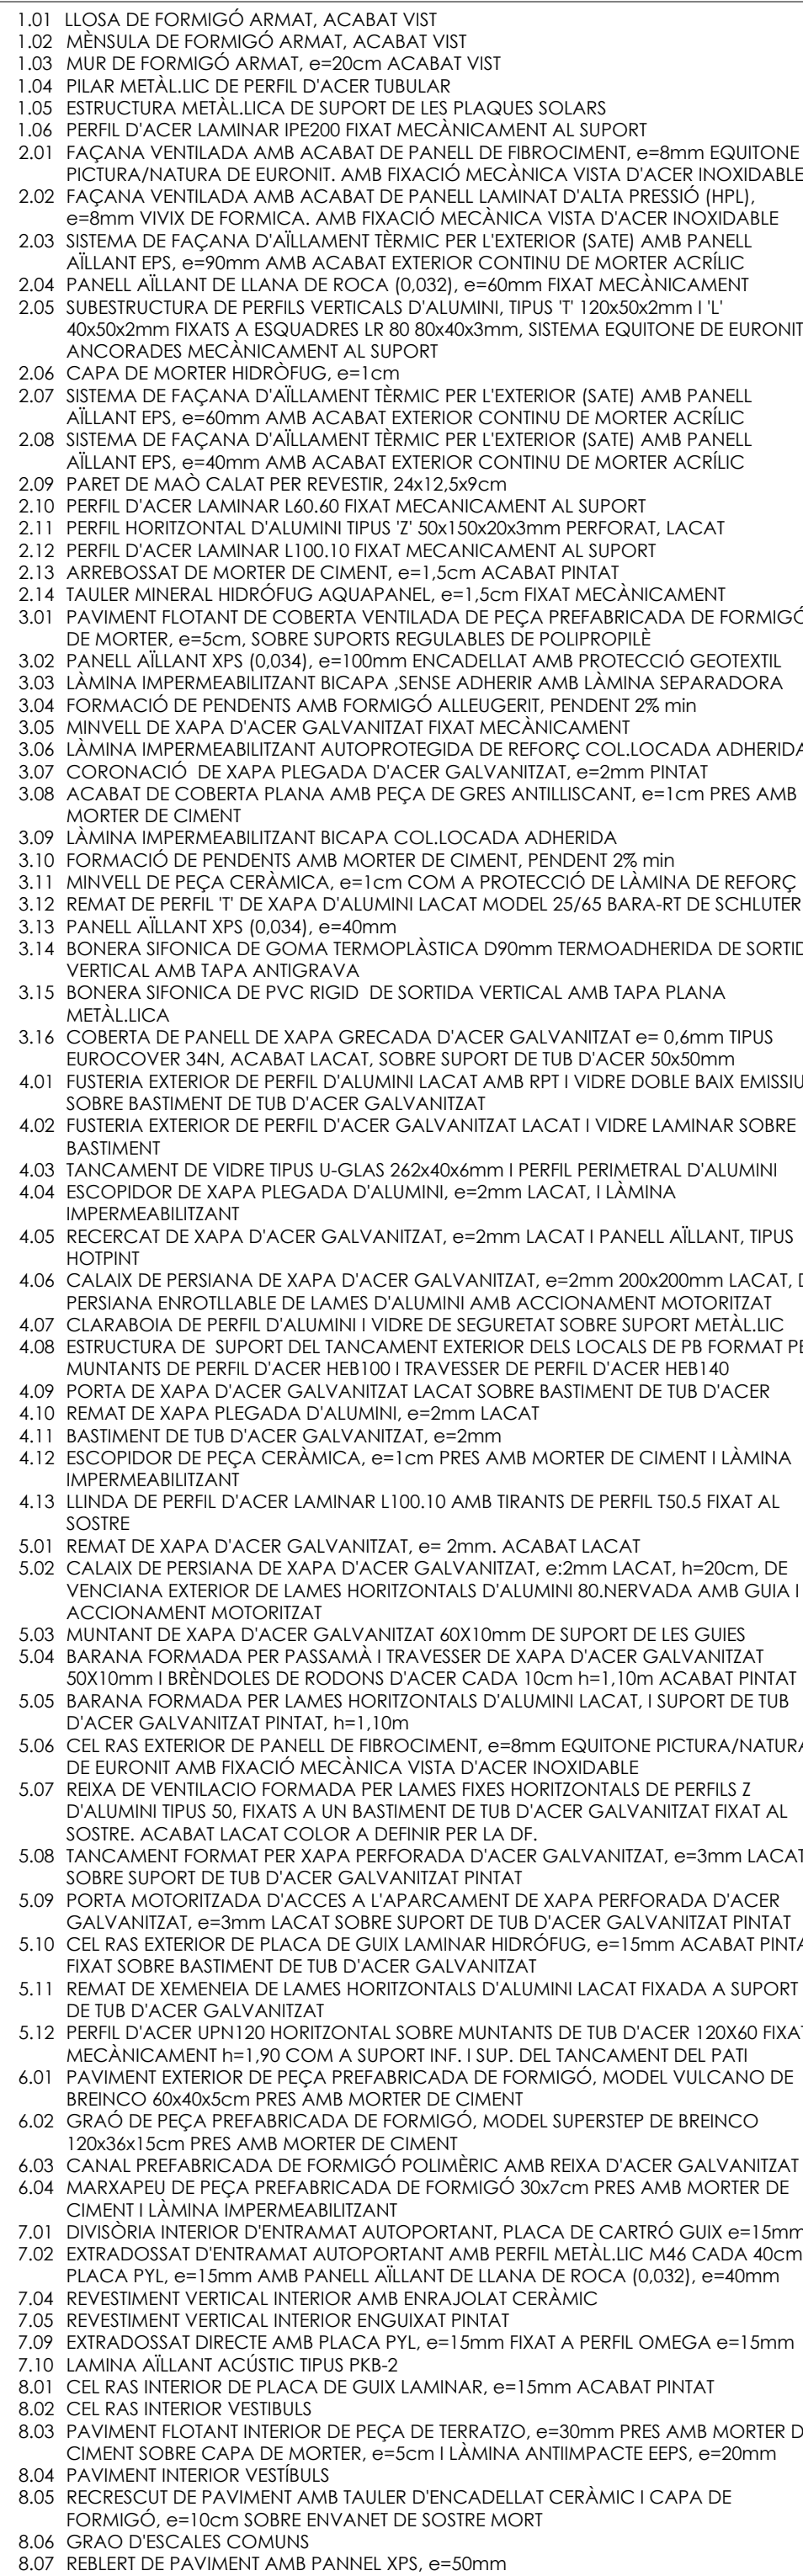 1.01 LLOSA DE FORMIGÓ ARMAT, ACABAT VIST
1.02 MÈNSULA DE FORMIGÓ ARMAT, ACABAT VIST
1.03 MUR DE FORMIGÓ ARMAT, e=20cm ACABAT VIST
1.04 PILAR METÀL.LIC DE PERFIL D'ACER TUBULAR
1.05 ESTRUCTURA METÀL.LICA DE SUPORT DE LES PLAQUES SOLARS
1.06 PERFIL D'ACER LAMINAR IPE200 FIXAT MECÀNICAMENT AL SUPORT
2.01 FAÇANA VENTILADA AMB ACABAT DE PANELL DE FIBROCIMENT, e=8mm EQUITONE
PICTURA/NATURA DE EURONIT. AMB FIXACIÓ MECÀNICA VISTA D'ACER INOXIDABLE
2.02 FAÇANA VENTILADA AMB ACABAT DE PANELL LAMINAT D'ALTA PRESSIÓ (HPL),
e=8mm VIVIX DE FORMICA. AMB FIXACIÓ MECÀNICA VISTA D'ACER INOXIDABLE
2.03 SISTEMA DE FAÇANA D'AÏLLAMENT TÈRMIC PER L'EXTERIOR (SATE) AMB PANELL
AÏLLANT EPS, e=90mm AMB ACABAT EXTERIOR CONTINU DE MORTER ACRÍLIC
2.04 PANELL AÏLLANT DE LLANA DE ROCA (0,032), e=60mm FIXAT MECÀNICAMENT
2.05 SUBESTRUCTURA DE PERFILS VERTICALS D'ALUMINI, TIPUS 'T' 120x50x2mm I 'L'
40x50x2mm FIXATS A ESQUADRES LR 80 80x40x3mm, SISTEMA EQUITONE DE EURONIT
ANCORADES MECÀNICAMENT AL SUPORT
2.06 CAPA DE MORTER HIDRÒFUG, e=1cm
2.07 SISTEMA DE FAÇANA D'AÏLLAMENT TÈRMIC PER L'EXTERIOR (SATE) AMB PANELL
AÏLLANT EPS, e=60mm AMB ACABAT EXTERIOR CONTINU DE MORTER ACRÍLIC
2.08 SISTEMA DE FAÇANA D'AÏLLAMENT TÈRMIC PER L'EXTERIOR (SATE) AMB PANELL
AÏLLANT EPS, e=40mm AMB ACABAT EXTERIOR CONTINU DE MORTER ACRÍLIC
2.09 PARET DE MAÒ CALAT PER REVESTIR, 24x12,5x9cm
2.10 PERFIL D'ACER LAMINAR L60.60 FIXAT MECANICAMENT AL SUPORT
2.11 PERFIL HORITZONTAL D'ALUMINI TIPUS 'Z' 50x150x20x3mm PERFORAT, LACAT
2.12 PERFIL D'ACER LAMINAR L100.10 FIXAT MECANICAMENT AL SUPORT
2.13 ARREBOSSAT DE MORTER DE CIMENT, e=1,5cm ACABAT PINTAT
2.14 TAULER MINERAL HIDRÓFUG AQUAPANEL, e=1,5cm FIXAT MECÀNICAMENT
3.01 PAVIMENT FLOTANT DE COBERTA VENTILADA DE PEÇA PREFABRICADA DE FORMIGÓ
DE MORTER, e=5cm, SOBRE SUPORTS REGULABLES DE POLIPROPILÈ
3.02 PANELL AÏLLANT XPS (0,034), e=100mm ENCADELLAT AMB PROTECCIÓ GEOTEXTIL
3.03 LÀMINA IMPERMEABILITZANT BICAPA ,SENSE ADHERIR AMB LÀMINA SEPARADORA
3.04 FORMACIÓ DE PENDENTS AMB FORMIGÓ ALLEUGERIT, PENDENT 2% min
3.05 MINVELL DE XAPA D'ACER GALVANITZAT FIXAT MECÀNICAMENT
3.06 LÀMINA IMPERMEABILITZANT AUTOPROTEGIDA DE REFORÇ COL.LOCADA ADHERIDA
3.07 CORONACIÓ DE XAPA PLEGADA D'ACER GALVANITZAT, e=2mm PINTAT
3.08 ACABAT DE COBERTA PLANA AMB PEÇA DE GRES ANTILLISCANT, e=1cm PRES AMB
MORTER DE CIMENT
3.09 LÀMINA IMPERMEABILITZANT BICAPA COL.LOCADA ADHERIDA
3.10 FORMACIÓ DE PENDENTS AMB MORTER DE CIMENT, PENDENT 2% min
3.11 MINVELL DE PEÇA CERÀMICA, e=1cm COM A PROTECCIÓ DE LÀMINA DE REFORÇ
3.12 REMAT DE PERFIL 'T' DE XAPA D'ALUMINI LACAT MODEL 25/65 BARA-RT DE SCHLUTER
3.13 PANELL AÏLLANT XPS (0,034), e=40mm
3.14 BONERA SIFONICA DE GOMA TERMOPLÀSTICA D90mm TERMOADHERIDA DE SORTID
VERTICAL AMB TAPA ANTIGRAVA
3.15 BONERA SIFONICA DE PVC RIGID DE SORTIDA VERTICAL AMB TAPA PLANA
METÀL.LICA
3.16 COBERTA DE PANELL DE XAPA GRECADA D'ACER GALVANITZAT e= 0,6mm TIPUS
EUROCOVER 34N, ACABAT LACAT, SOBRE SUPORT DE TUB D'ACER 50x50mm
4.01 FUSTERIA EXTERIOR DE PERFIL D'ALUMINI LACAT AMB RPT I VIDRE DOBLE BAIX EMISSIU
SOBRE BASTIMENT DE TUB D'ACER GALVANITZAT
4.02 FUSTERIA EXTERIOR DE PERFIL D'ACER GALVANITZAT LACAT I VIDRE LAMINAR SOBRE
BASTIMENT
4.03 TANCAMENT DE VIDRE TIPUS U-GLAS 262x40x6mm I PERFIL PERIMETRAL D'ALUMINI
4.04 ESCOPIDOR DE XAPA PLEGADA D'ALUMINI, e=2mm LACAT, I LÀMINA
IMPERMEABILITZANT
4.05 RECERCAT DE XAPA D'ACER GALVANITZAT, e=2mm LACAT I PANELL AÏLLANT, TIPUS
HOTPINT
4.06 CALAIX DE PERSIANA DE XAPA D'ACER GALVANITZAT, e=2mm 200x200mm LACAT, D
PERSIANA ENROTLLABLE DE LAMES D'ALUMINI AMB ACCIONAMENT MOTORITZAT
4.07 CLARABOIA DE PERFIL D'ALUMINI I VIDRE DE SEGURETAT SOBRE SUPORT METÀL.LIC
4.08 ESTRUCTURA DE SUPORT DEL TANCAMENT EXTERIOR DELS LOCALS DE PB FORMAT PE
MUNTANTS DE PERFIL D'ACER HEB100 I TRAVESSER DE PERFIL D'ACER HEB140
4.09 PORTA DE XAPA D'ACER GALVANITZAT LACAT SOBRE BASTIMENT DE TUB D'ACER
4.10 REMAT DE XAPA PLEGADA D'ALUMINI, e=2mm LACAT
4.11 BASTIMENT DE TUB D'ACER GALVANITZAT, e=2mm
4.12 ESCOPIDOR DE PEÇA CERÀMICA, e=1cm PRES AMB MORTER DE CIMENT I LÀMINA
IMPERMEABILITZANT
4.13 LLINDA DE PERFIL D'ACER LAMINAR L100.10 AMB TIRANTS DE PERFIL T50.5 FIXAT AL
SOSTRE
5.01 REMAT DE XAPA D'ACER GALVANITZAT, e= 2mm. ACABAT LACAT
5.02 CALAIX DE PERSIANA DE XAPA D'ACER GALVANITZAT, e:2mm LACAT, h=20cm, DE
VENCIANA EXTERIOR DE LAMES HORITZONTALS D'ALUMINI 80.NERVADA AMB GUIA I
ACCIONAMENT MOTORITZAT
5.03 MUNTANT DE XAPA D'ACER GALVANITZAT 60X10mm DE SUPORT DE LES GUIES
5.04 BARANA FORMADA PER PASSAMÀ I TRAVESSER DE XAPA D'ACER GALVANITZAT
50X10mm I BRÈNDOLES DE RODONS D'ACER CADA 10cm h=1,10m ACABAT PINTAT
5.05 BARANA FORMADA PER LAMES HORITZONTALS D'ALUMINI LACAT, I SUPORT DE TUB
D'ACER GALVANITZAT PINTAT, h=1,10m
5.06 CEL RAS EXTERIOR DE PANELL DE FIBROCIMENT, e=8mm EQUITONE PICTURA/NATURA
DE EURONIT AMB FIXACIÓ MECÀNICA VISTA D'ACER INOXIDABLE
5.07 REIXA DE VENTILACIO FORMADA PER LAMES FIXES HORITZONTALS DE PERFILS Z
D'ALUMINI TIPUS 50, FIXATS A UN BASTIMENT DE TUB D'ACER GALVANITZAT FIXAT AL
SOSTRE. ACABAT LACAT COLOR A DEFINIR PER LA DF.
5.08 TANCAMENT FORMAT PER XAPA PERFORADA D'ACER GALVANITZAT, e=3mm LACAT
SOBRE SUPORT DE TUB D'ACER GALVANITZAT PINTAT
5.09 PORTA MOTORITZADA D'ACCES A L'APARCAMENT DE XAPA PERFORADA D'ACER
GALVANITZAT, e=3mm LACAT SOBRE SUPORT DE TUB D'ACER GALVANITZAT PINTAT
5.10 CEL RAS EXTERIOR DE PLACA DE GUIX LAMINAR HIDRÓFUG, e=15mm ACABAT PINTA
FIXAT SOBRE BASTIMENT DE TUB D'ACER GALVANITZAT
5.11 REMAT DE XEMENEIA DE LAMES HORITZONTALS D'ALUMINI LACAT FIXADA A SUPORT
DE TUB D'ACER GALVANITZAT
5.12 PERFIL D'ACER UPN120 HORITZONTAL SOBRE MUNTANTS DE TUB D'ACER 120X60 FIXAT
MECÀNICAMENT h=1,90 COM A SUPORT INF. I SUP. DEL TANCAMENT DEL PATI
6.01 PAVIMENT EXTERIOR DE PEÇA PREFABRICADA DE FORMIGÓ, MODEL VULCANO DE
BREINCO 60x40x5cm PRES AMB MORTER DE CIMENT
6.02 GRAÓ DE PEÇA PREFABRICADA DE FORMIGÓ, MODEL SUPERSTEP DE BREINCO
120x36x15cm PRES AMB MORTER DE CIMENT
6.03 CANAL PREFABRICADA DE FORMIGÓ POLIMÈRIC AMB REIXA D'ACER GALVANITZAT
6.04 MARXAPEU DE PEÇA PREFABRICADA DE FORMIGÓ 30x7cm PRES AMB MORTER DE
CIMENT I LÀMINA IMPERMEABILITZANT
7.01 DIVISÒRIA INTERIOR D'ENTRAMAT AUTOPORTANT, PLACA DE CARTRÓ GUIX e=15mm
7.02 EXTRADOSSAT D'ENTRAMAT AUTOPORTANT AMB PERFIL METÀL.LIC M46 CADA 40cm
PLACA PYL, e=15mm AMB PANELL AÏLLANT DE LLANA DE ROCA (0,032), e=40mm
7.04 REVESTIMENT VERTICAL INTERIOR AMB ENRAJOLAT CERÀMIC
7.05 REVESTIMENT VERTICAL INTERIOR ENGUIXAT PINTAT
7.09 EXTRADOSSAT DIRECTE AMB PLACA PYL, e=15mm FIXAT A PERFIL OMEGA e=15mm
7.10 LAMINA AÏLLANT ACÚSTIC TIPUS PKB-2
8.01 CEL RAS INTERIOR DE PLACA DE GUIX LAMINAR, e=15mm ACABAT PINTAT
8.02 CEL RAS INTERIOR VESTIBULS
8.03 PAVIMENT FLOTANT INTERIOR DE PEÇA DE TERRATZO, e=30mm PRES AMB MORTER D
CIMENT SOBRE CAPA DE MORTER, e=5cm I LÀMINA ANTIIMPACTE EEPS, e=20mm
8.04 PAVIMENT INTERIOR VESTÍBULS
8.05 RECRESCUT DE PAVIMENT AMB TAULER D'ENCADELLAT CERÀMIC I CAPA DE
FORMIGÓ, e=10cm SOBRE ENVANET DE SOSTRE MORT
8.06 GRAO D'ESCALES COMUNS
8.07 REBLERT DE PAVIMENT AMB PANNEL XPS, e=50mm